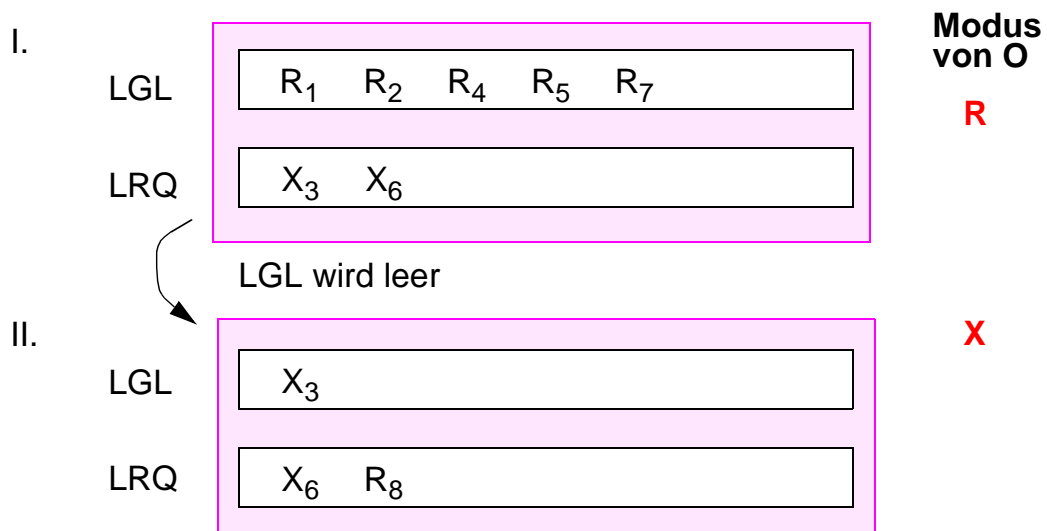 I.
Modus
von O
LGL R1 R2 R4 R5 R7
R
LRQ X3 X6
LGL wird leer
II.
X
LGL X3
LRQ X6 R8